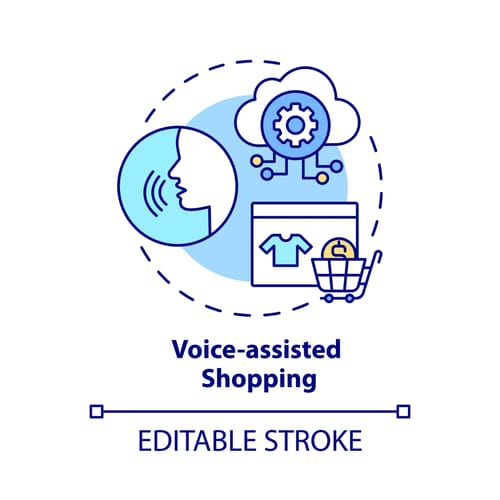 Voice-assisted
Shopping
EDITABLE STROKE